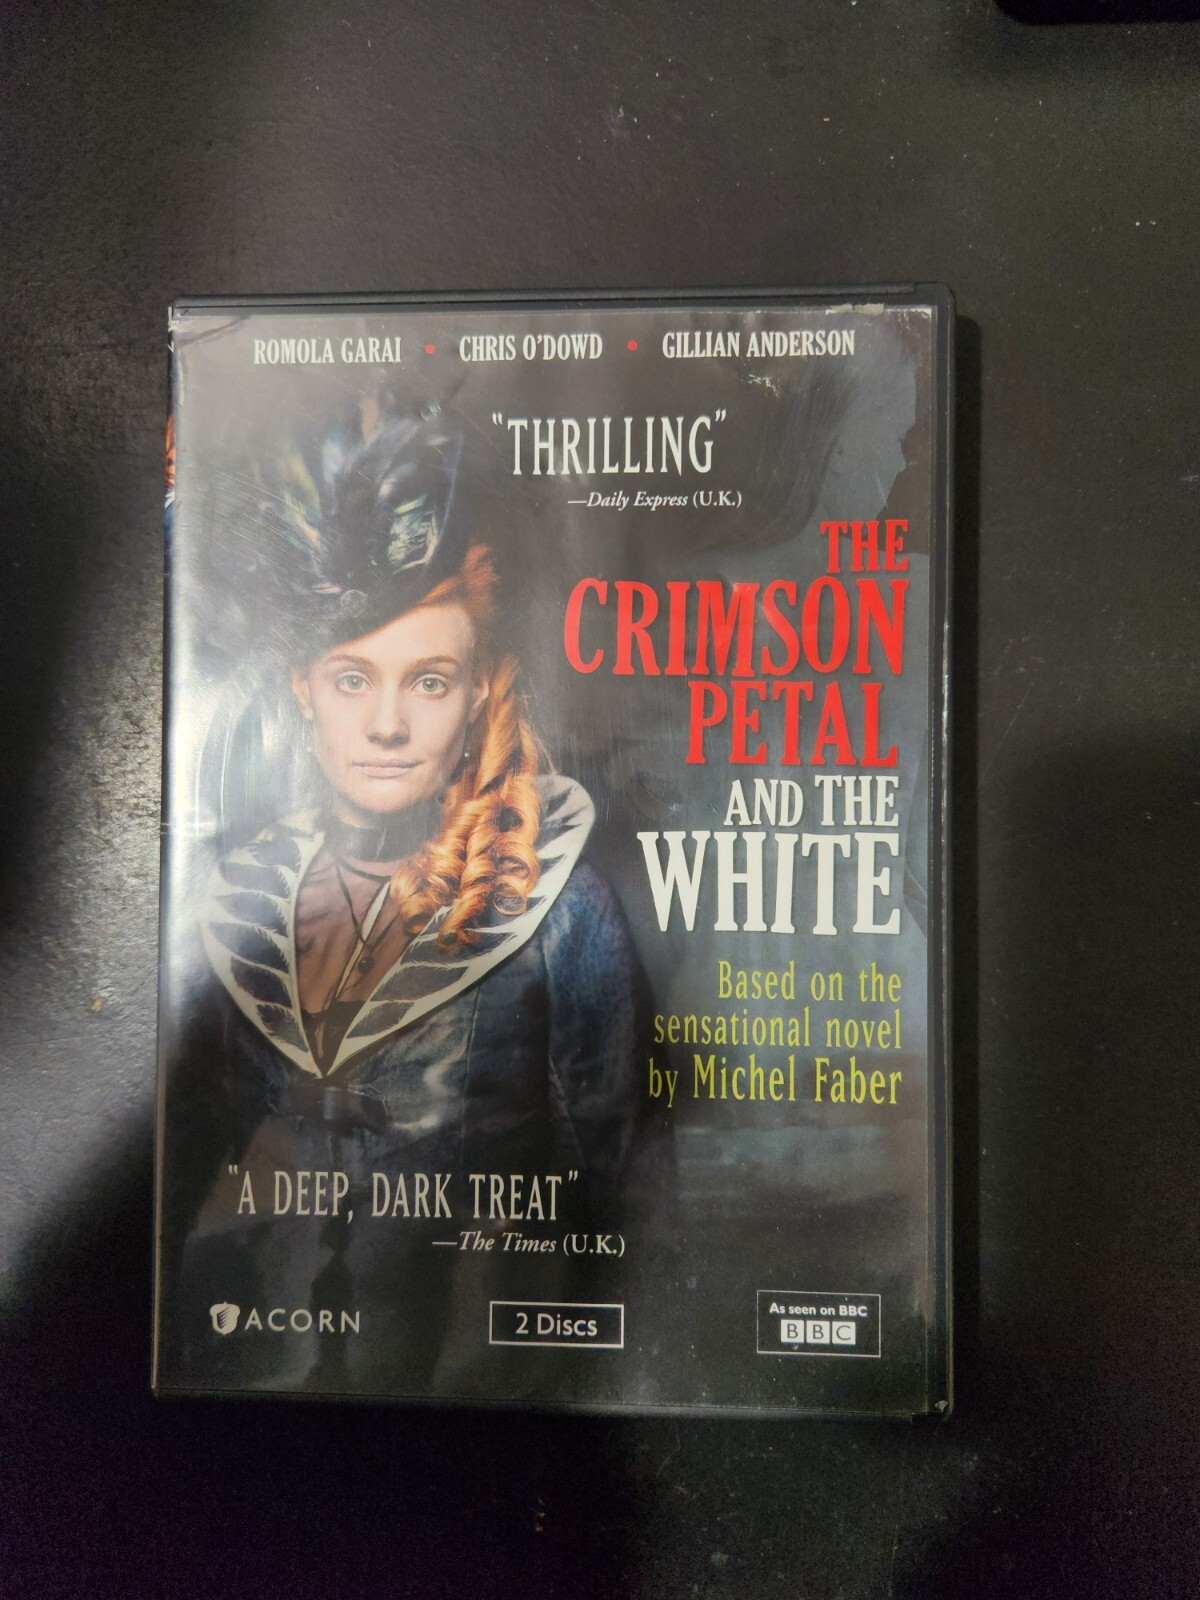 ROMOLA GARAI • CHRIS O'DOWD • GILLIAN ANDERSON
"THRILLING"
—Daily Express (U.K.)
THE
CRIMSON
PETAL
AND THE
WHITE
Based on the
sensational novel
by Michel Faber
"A DEEP, DARK TREAT"
—The Times (U.K.)
ACORN
2 Discs
As seen on BBC
BBC